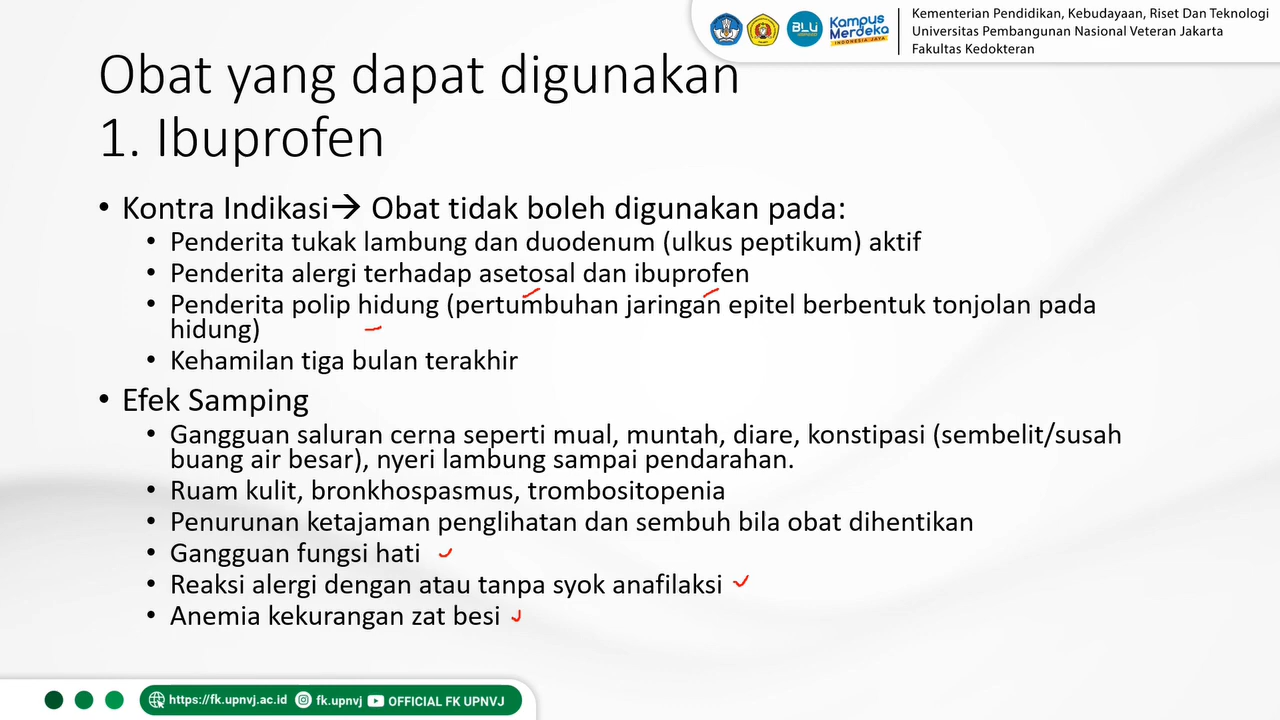 BLU
Kampus
Merdeka
INDONESIA JAYA
Kementerian Pendidikan, Kebudayaan, Riset Dan Teknologi
Universitas Pembangunan Nasional Veteran Jakarta
Fakultas Kedokteran
Obat yang dapat digunakan
1. Ibuprofen
• Kontra Indikasi→ Obat tidak boleh digunakan pada:
• Penderita tukak lambung dan duodenum (ulkus peptikum) aktif
• Penderita alergi terhadap asetosal dan ibuprofen
• Penderita polip hidung (pertumbuhan jaringan epitel berbentuk tonjolan pada
hidung)
• Kehamilan tiga bulan terakhir
• Efek Samping
• Gangguan saluran cerna seperti mual, muntah, diare, konstipasi (sembelit/susah
buang air besar), nyeri lambung sampai pendarahan.
• Ruam kulit, bronkhospasmus, trombositopenia
• Penurunan ketajaman penglihatan dan sembuh bila obat dihentikan
• Gangguan fungsi hati
• Reaksi alergi dengan atau tanpa syok anafilaksi
• Anemia kekurangan zat besi
https://fk.upnvj.ac.id fk.upnvj OFFICIAL FK UPNVJ